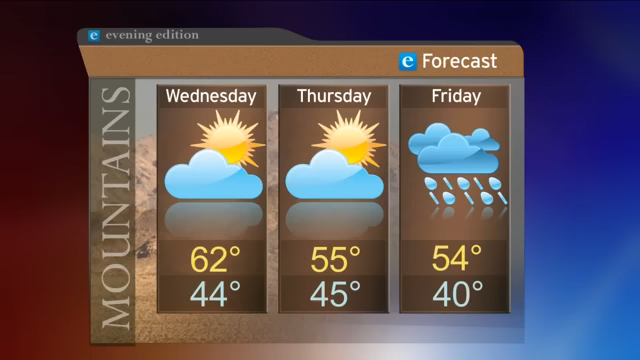 e evening edition
e Forecast
MOUNTAINS
Wednesday Thursday Friday
62° 55° 54°
44° 45° 40°